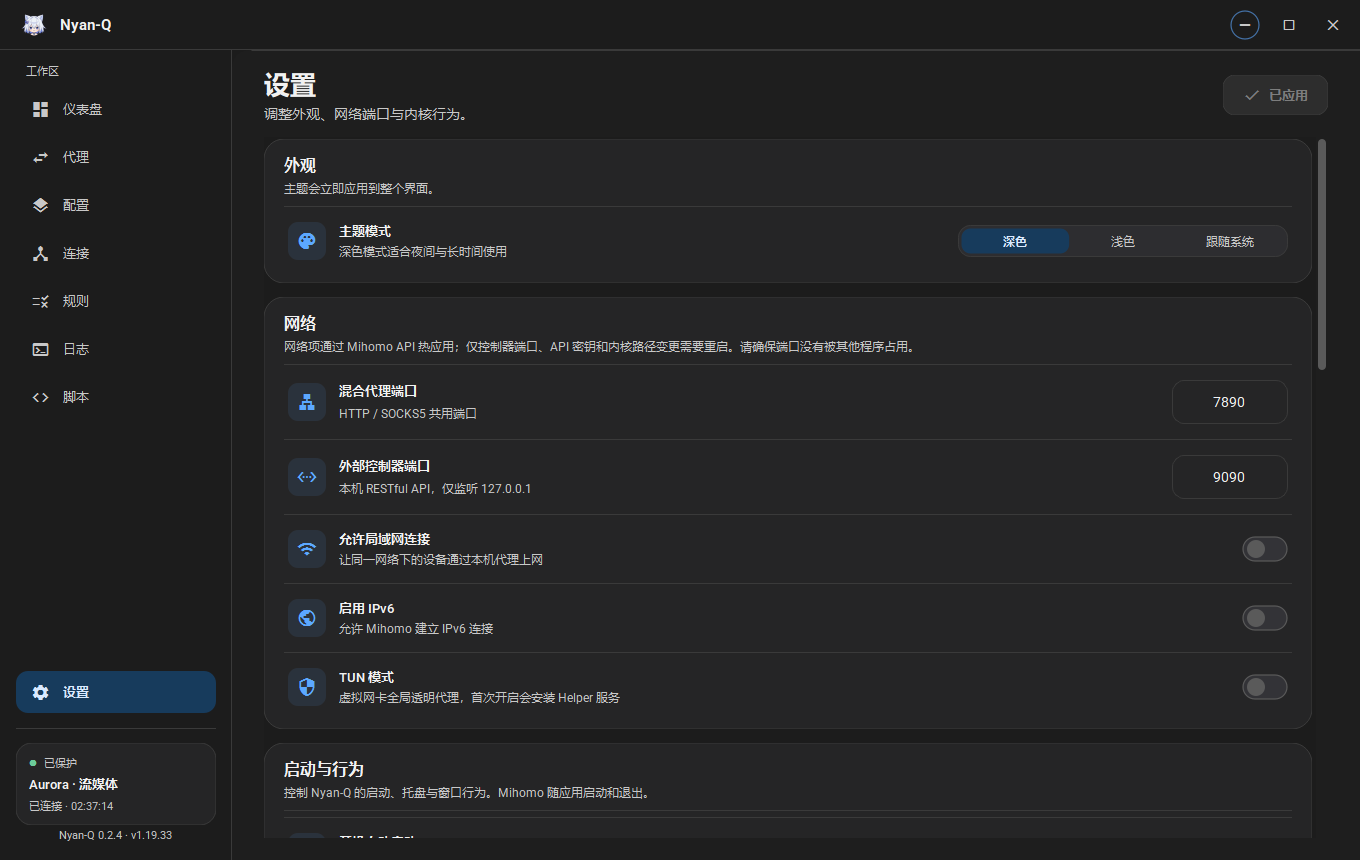 Nyan-Q
工作区
仪表盘
代理
配置
连接
规则
日志
脚本
设置
已保护
Aurora · 流媒体
已连接 · 02:37:14
Nyan-Q 0.2.4 · v1.19.33
设置
调整外观、网络端口与内核行为。
已应用
外观
主题会立即应用到整个界面。
主题模式
深色模式适合夜间与长时间使用
深色
浅色
跟随系统
网络
网络项通过 Mihomo API 热应用；仅控制器端口、API 密钥和内核路径变更需要重启。请确保端口没有被其他程序占用。
混合代理端口
HTTP / SOCKS5 共用端口
7890
外部控制器端口
本机 RESTful API，仅监听 127.0.0.1
9090
允许局域网连接
让同一网络下的设备通过本机代理上网
启用 IPv6
允许 Mihomo 建立 IPv6 连接
TUN 模式
虚拟网卡全局透明代理，首次开启会安装 Helper 服务
启动与行为
控制 Nyan-Q 的启动、托盘与窗口行为。Mihomo 随应用启动和退出。